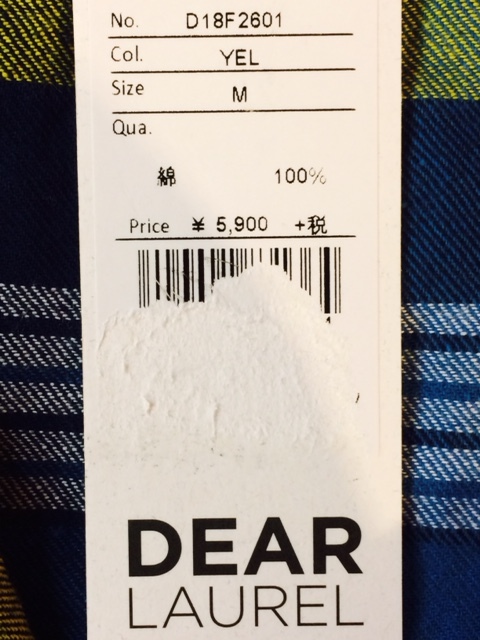 No. D18F2601
Col. YEL
Size M
Qua.
綿 100%
Price ¥ 5,900 +税
DEAR
LAUREL